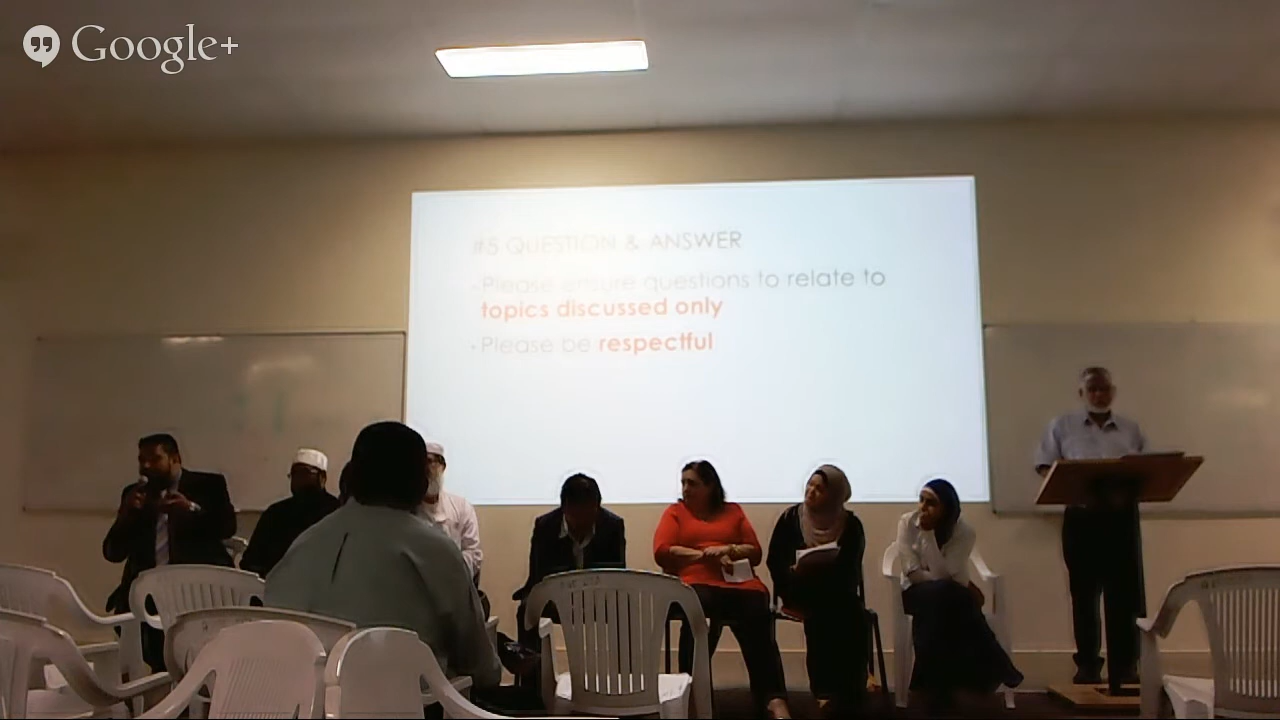 Google+
#5 QUESTION & ANSWER
Please ensure questions to relate to
topics discussed only
Please be respectful